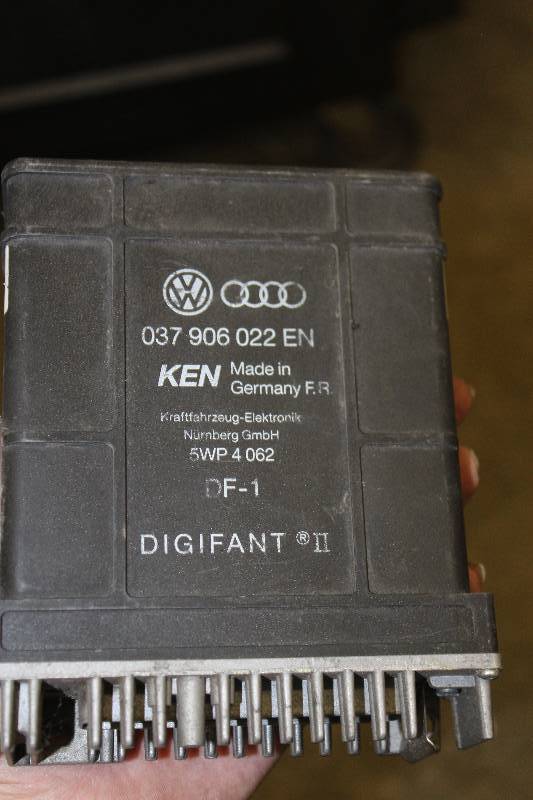 037 906 022 EN
KEN Made in
Germany F.R.
Kraftfahrzeug-Elektronik
Nürnberg GmbH
5WP 4 062
DF-1
DIGIFANT ® II